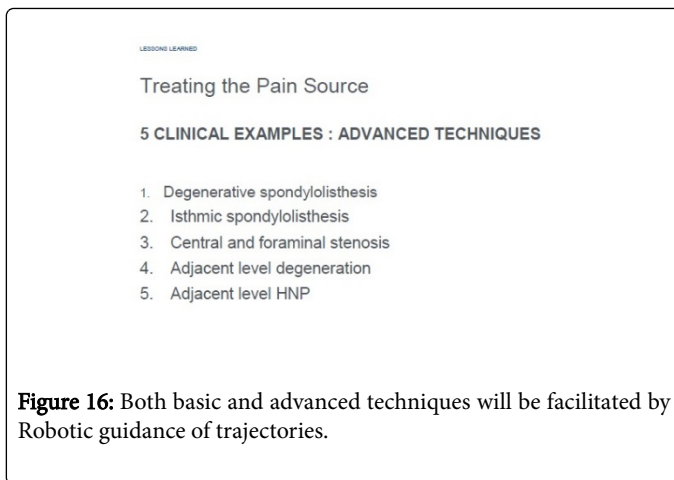 LESSONS LEARNED
Treating the Pain Source
5 CLINICAL EXAMPLES : ADVANCED TECHNIQUES
1. Degenerative spondylolisthesis
2. Isthmic spondylolisthesis
3. Central and foraminal stenosis
4. Adjacent level degeneration
5. Adjacent level HNP
Figure 16: Both basic and advanced techniques will be facilitated by
Robotic guidance of trajectories.